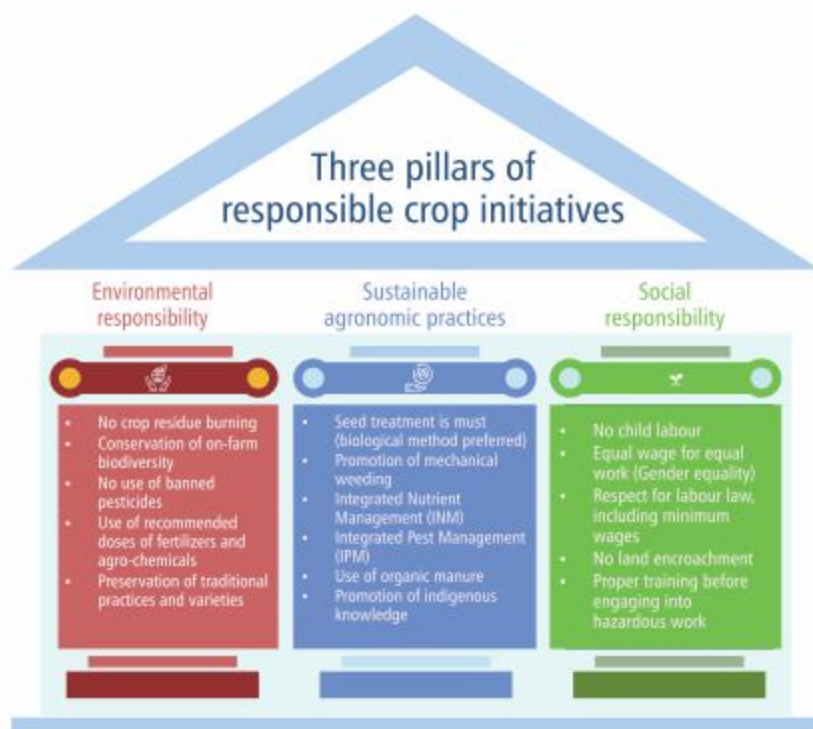 Three pillars of
responsible crop initiatives
Environmental
responsibility
• No crop residue burning
• Conservation of on-farm
biodiversity
• No use of banned
pesticides
• Use of recommended
doses of fertilizers and
agro-chemicals
• Preservation of traditional
practices and varieties
Sustainable
agronomic practices
• Seed treatment is must
(biological method preferred)
• Promotion of mechanical
weeding
• Integrated Nutrient
Management (INM)
• Integrated Pest Management
(IPM)
• Use of organic manure
• Promotion of indigenous
knowledge
Social
responsibility
• No child labour
• Equal wage for equal
work (Gender equality)
• Respect for labour law,
including minimum
wages
• No land encroachment
• Proper training before
engaging into
hazardous work